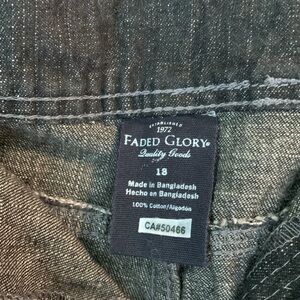 ESTABLISHED
1972
FADED GLORY®
Quality Goods
18
Made in Bangladesh
Hecho en Bangladesh
100% Cotton/Algodón
CA#50466